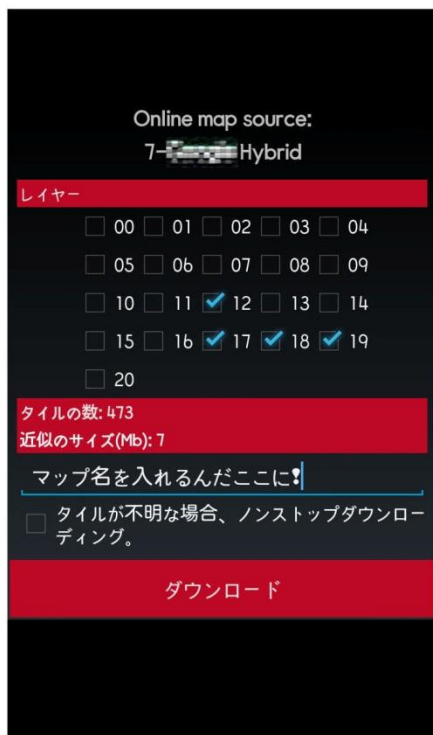 Online map source:
7- Hybrid
レイヤー
00 01 02 03 04
05 06 07 08 09
10 11 12 13 14
15 16 17 18 19
20
タイルの数: 473
近似のサイズ(Mb): 7
マップ名を入れるんだここに❢
タイルが不明な場合、ノンストップダウンロー
ディング。
ダウンロード